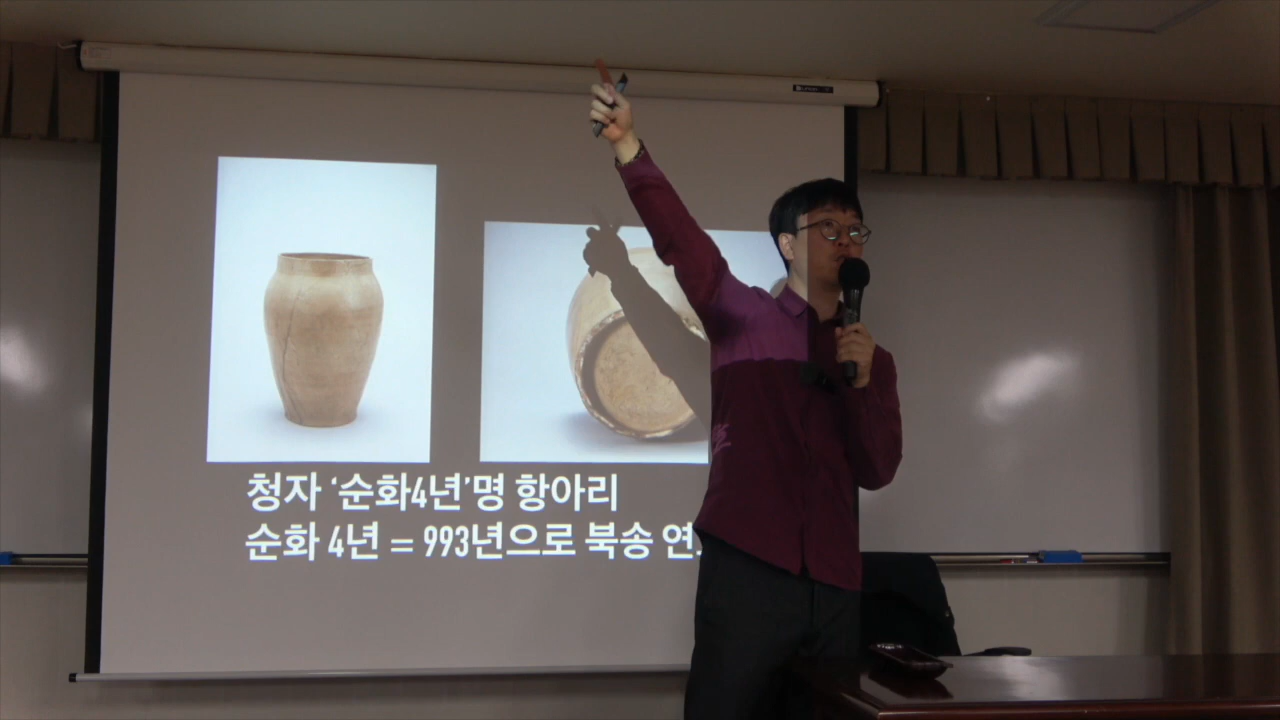 청자 ‘순화4년’명 항아리
순화 4년 = 993년으로 북송 연